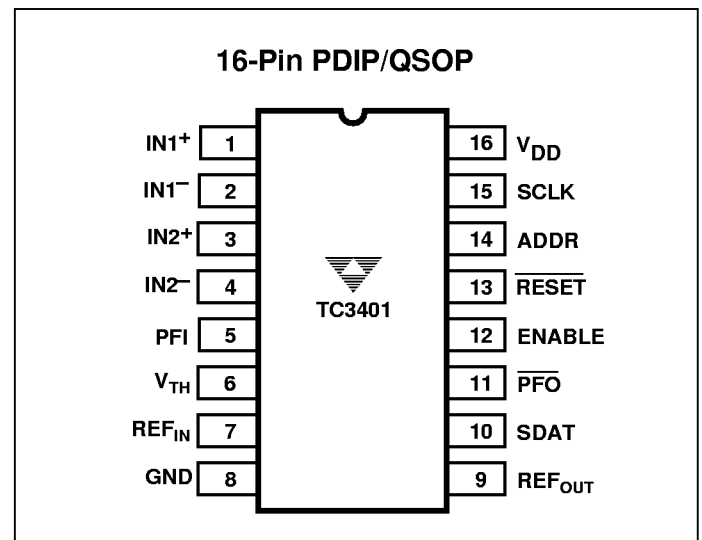 16-Pin PDIP/QSOP
IN1+ 1
IN1– 2
IN2+ 3
IN2– 4
PFI 5
VTH 6
REFIN 7
GND 8
TC3401
16 VDD
15 SCLK
14 ADDR
13 RESET
12 ENABLE
11 PFO
10 SDAT
9 REFOUT